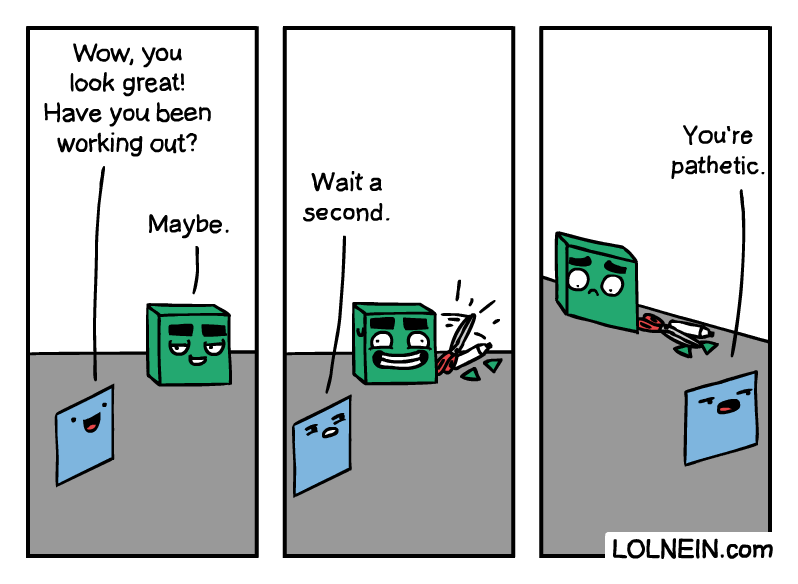 Wow, you
look great!
Have you been
working out?
Maybe.
Wait a
second.
You're
pathetic.
LOLNEIN.com